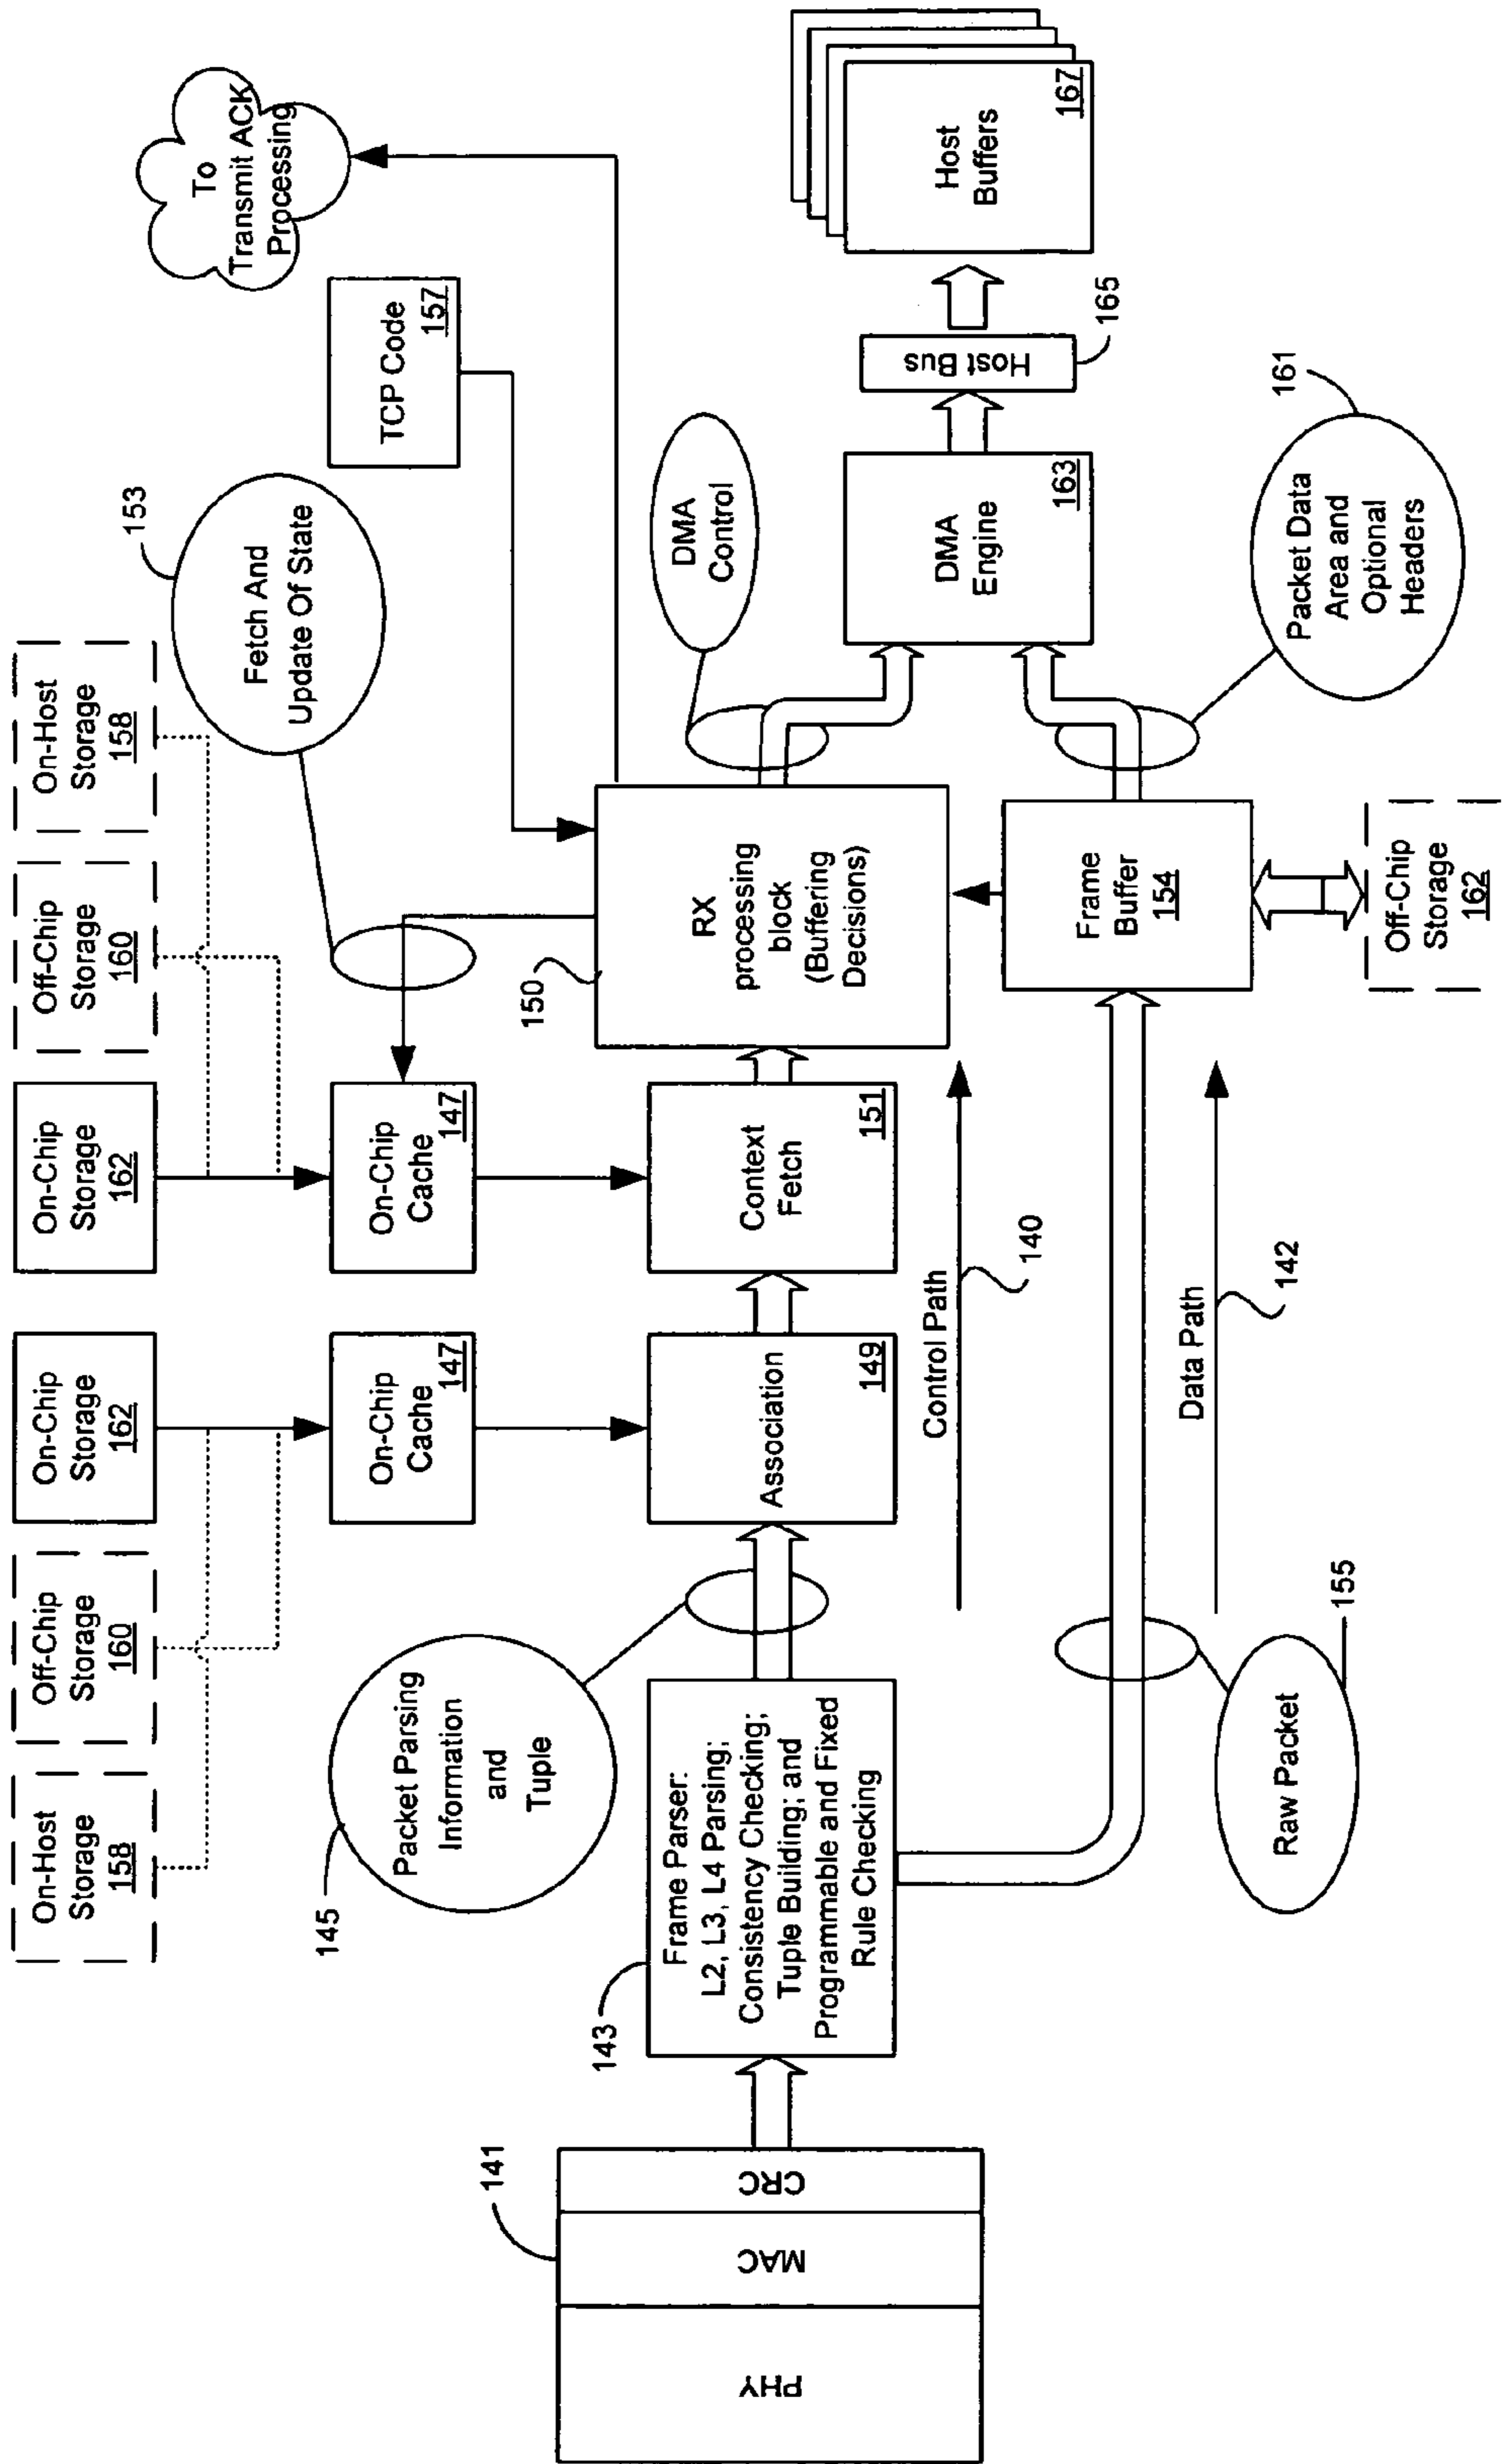 On-Host
Storage
158
Off-Chip
Storage
160
On-Chip
Storage
162
On-Chip
Storage
162
Off-Chip
Storage
160
On-Host
Storage
158
153
Fetch And
Update Of State
To
Transmit ACK
Processing
145
Packet Parsing
Information
and
Tuple
On-Chip
Cache
147
On-Chip
Cache
147
TCP Code
157
141
PHY
MAC
CRC
143
Frame Parser:
L2, L3, L4 Parsing;
Consistency Checking;
Tuple Building; and
Programmable and Fixed
Rule Checking
Association
149
Context
Fetch
151
150
RX
processing
block
(Buffering
Decisions)
DMA
Control
Control Path
140
DMA
Engine
163
Host Bus
165
Host
Buffers
167
Frame
Buffer
154
Data Path
142
Raw Packet
155
Off-Chip
Storage
162
Packet Data
Area and
Optional
Headers
161